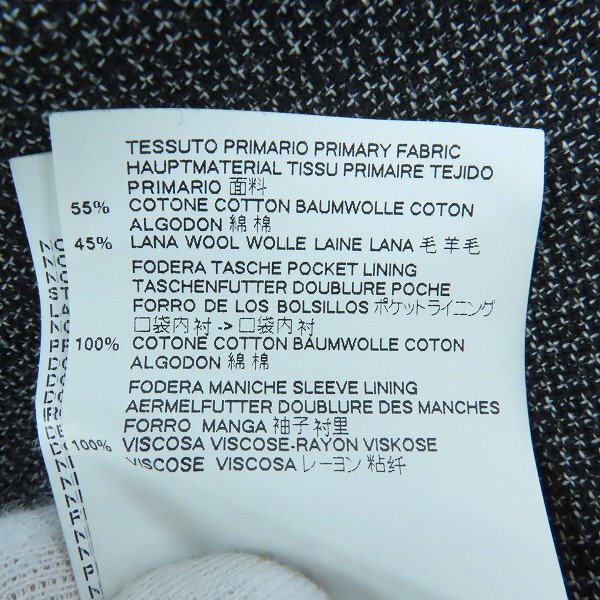 TESSUTO PRIMARIO PRIMARY FABRIC
HAUPTMATERIAL TISSU PRIMAIRE TEJIDO
PRIMARIO 面料
55% COTONE COTTON BAUMWOLLE COTON
ALGODON 綿 棉
45% LANA WOOL WOLLE LAINE LANA 毛 羊毛
FODERA TASCHE POCKET LINING
TASCHENFUTTER DOUBLURE POCHE
FORRO DE LOS BOLSILLOS ポケットライニング
口袋内衬 -> 口袋内衬
100% COTONE COTTON BAUMWOLLE COTON
ALGODON 綿 棉
FODERA MANICHE SLEEVE LINING
AERMELFUTTER DOUBLURE DES MANCHES
FORRO MANGA 袖子 衬里
100% VISCOSA VISCOSE-RAYON VISKOSE
VISCOSE VISCOSA レーヨン 粘纤